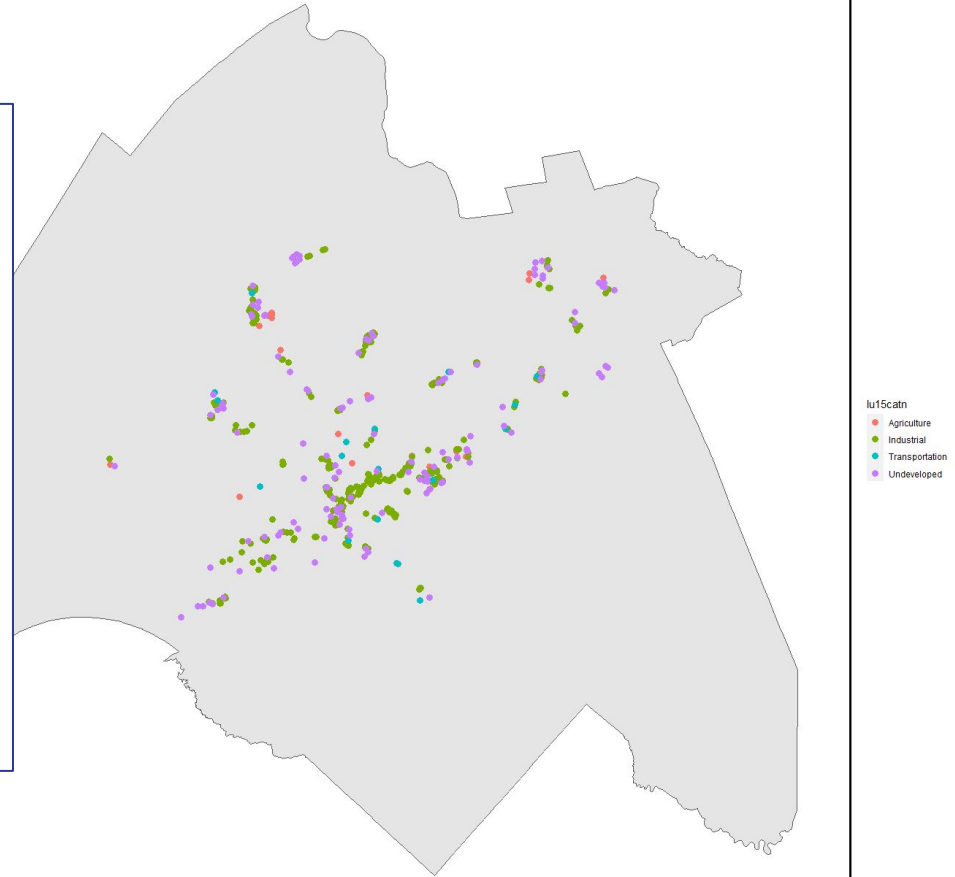 lu15catn
Agriculture
Industrial
Transportation
Undeveloped